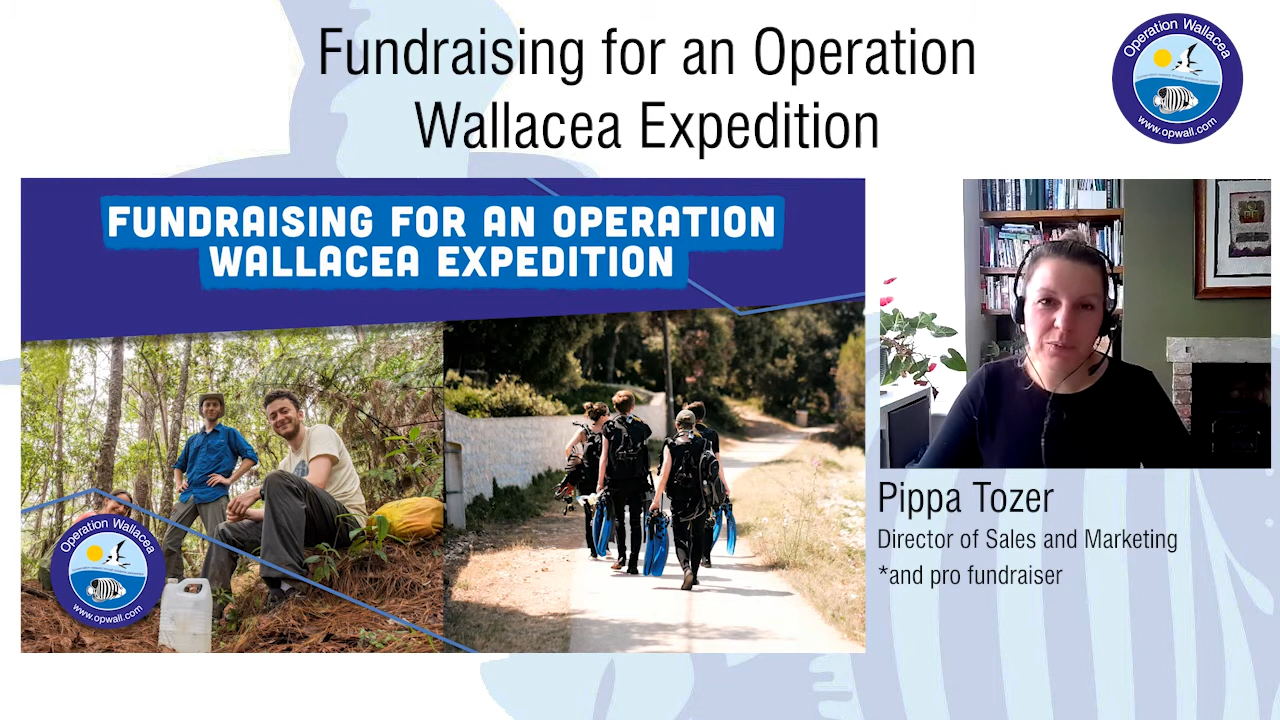 Fundraising for an Operation
Wallacea Expedition
Operation Wallacea
www.opwall.com
FUNDRAISING FOR AN OPERATION
WALLACEA EXPEDITION
Operation Wallacea
www.opwall.com
Pippa Tozer
Director of Sales and Marketing
*and pro fundraiser